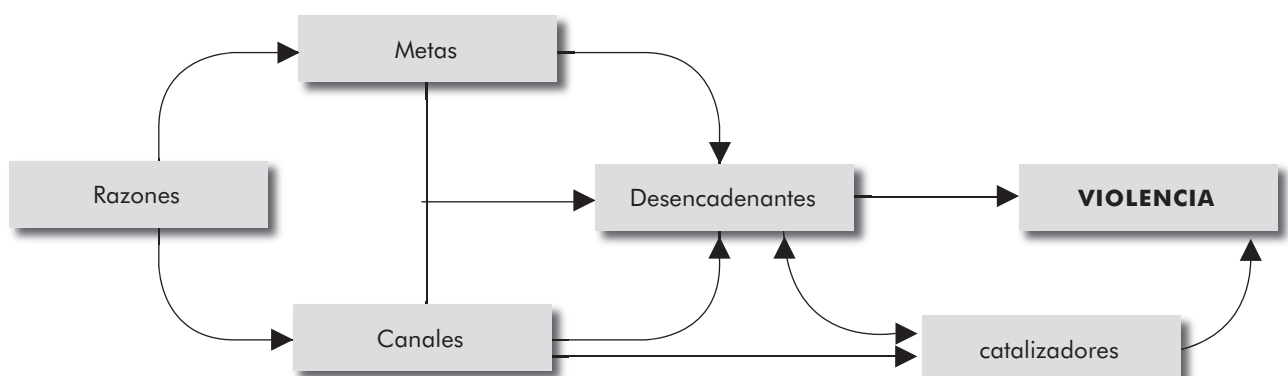 Metas
Razones
Desencadenantes
VIOLENCIA
Canales
catalizadores